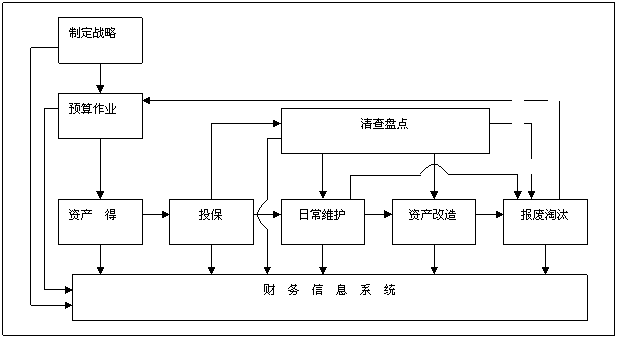 制定战略
预算作业
清查盘点
资产 得
投保
日常维护
资产改造
报废淘汰
财 务 信 息 系 统